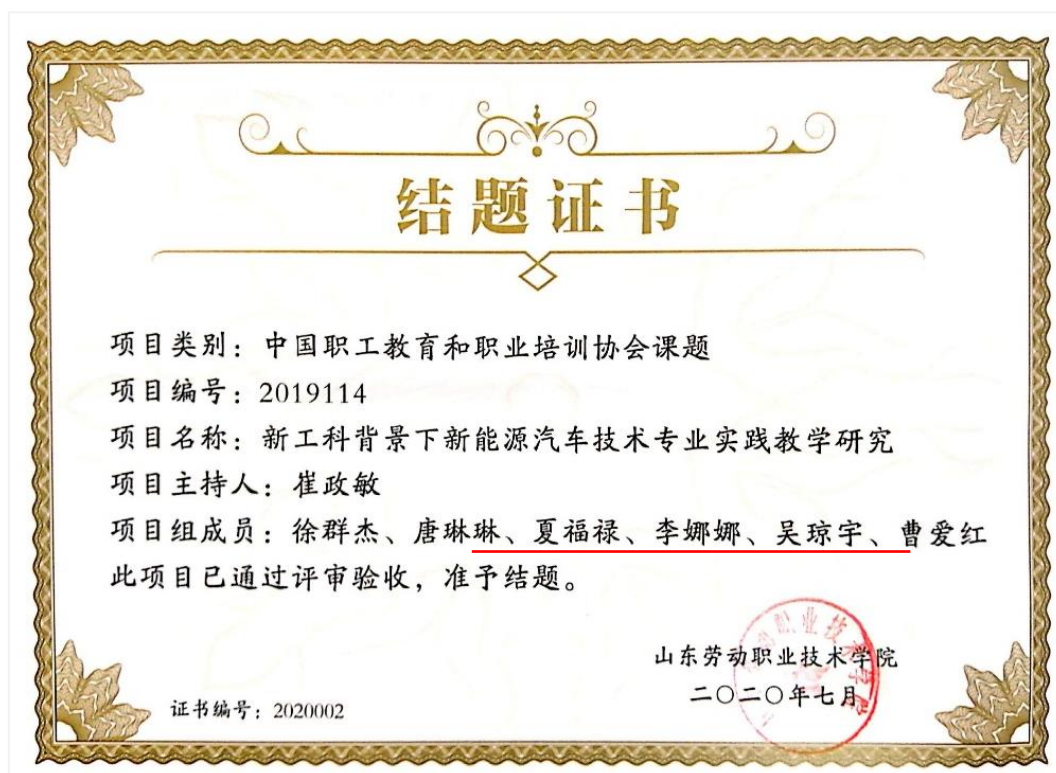 结题证书
项目类别：中国职工教育和职业培训协会课题
项目编号：2019114
项目名称：新工科背景下新能源汽车技术专业实践教学研究
项目主持人：崔政敏
项目组成员：徐群杰、唐琳琳、夏福禄、李娜娜、吴琼宇、曹爱红
此项目已通过评审验收，准予结题。
山东劳动职业技术学院
二〇二〇年七月
证书编号：2020002